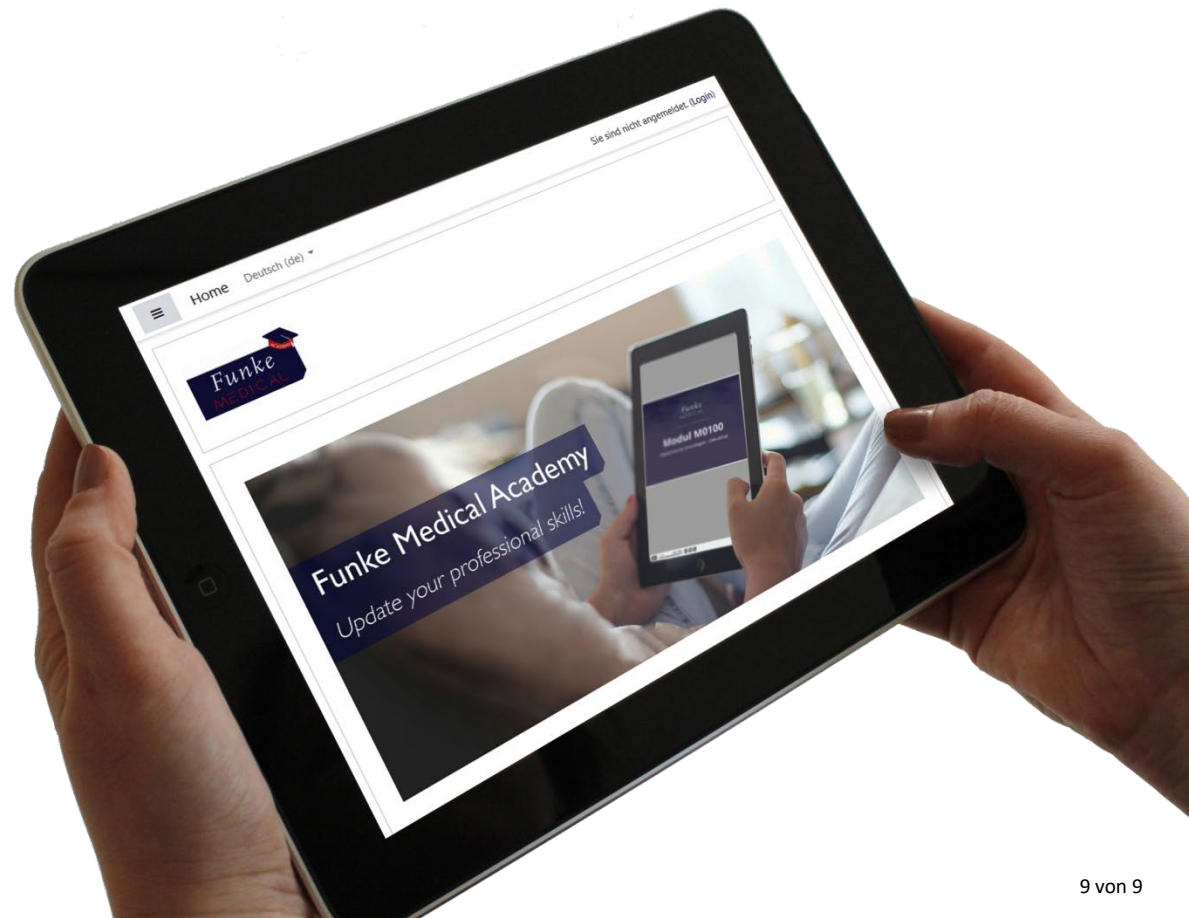 Sie sind nicht angemeldet. (Login)
Home Deutsch (de)
Funke
MEDICAL
Funke Medical Academy
Update your professional skills!
Funke
Modul M0100
9 von 9